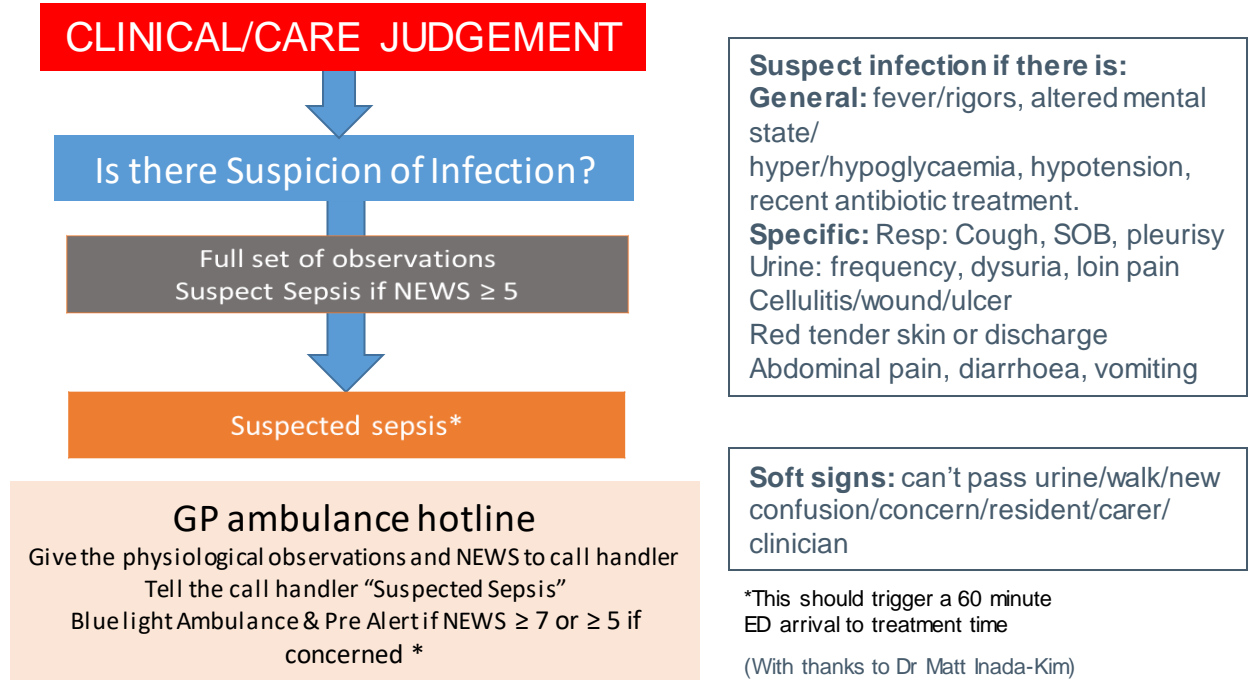 CLINICAL/CARE JUDGEMENT
Is there Suspicion of Infection?
Full set of observations
Suspect Sepsis if NEWS ≥ 5
Suspected sepsis*
GP ambulance hotline
Give the physiological observations and NEWS to call handler
Tell the call handler “Suspected Sepsis”
Blue light Ambulance & Pre Alert if NEWS ≥ 7 or ≥ 5 if
concerned *
Suspect infection if there is:
General: fever/rigors, altered mental
state/
hyper/hypoglycaemia, hypotension,
recent antibiotic treatment.
Specific: Resp: Cough, SOB, pleurisy
Urine: frequency, dysuria, loin pain
Cellulitis/wound/ulcer
Red tender skin or discharge
Abdominal pain, diarrhoea, vomiting
Soft signs: can’t pass urine/walk/new
confusion/concern/resident/carer/
clinician
*This should trigger a 60 minute
ED arrival to treatment time
(With thanks to Dr Matt Inada-Kim)